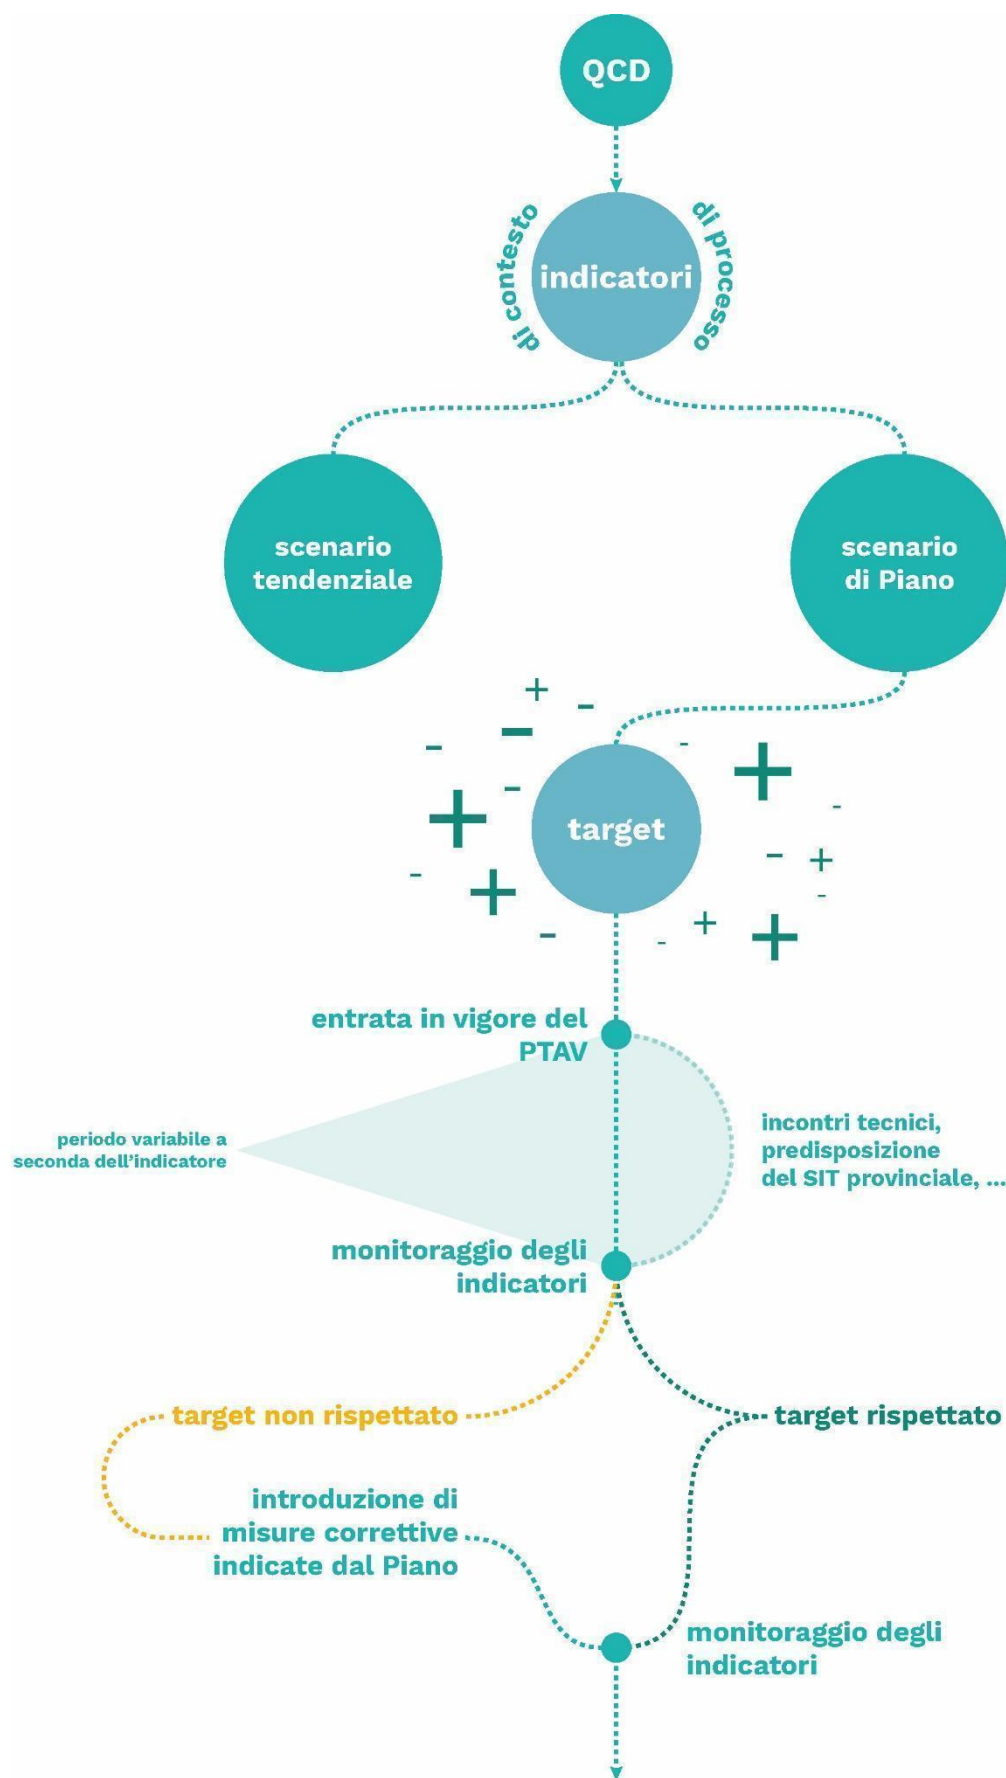 QCD
di contesto
indicatori
di processo
scenario
tendenziale
scenario
di Piano
target
entrata in vigore del
PTAV
periodo variabile a
seconda dell'indicatore
incontri tecnici,
predisposizione
del SIT provinciale, ...
monitoraggio degli
indicatori
target non rispettato
target rispettato
introduzione di
misure correttive
indicate dal Piano
monitoraggio degli
indicatori